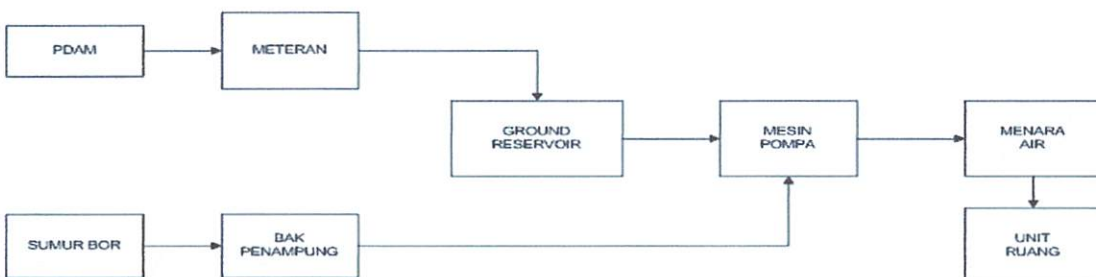 PDAM
METERAN
GROUND
RESERVOIR
MESIN
POMPA
MENARA
AIR
SUMUR BOR
BAK
PENAMPUNG
UNIT
RUANG